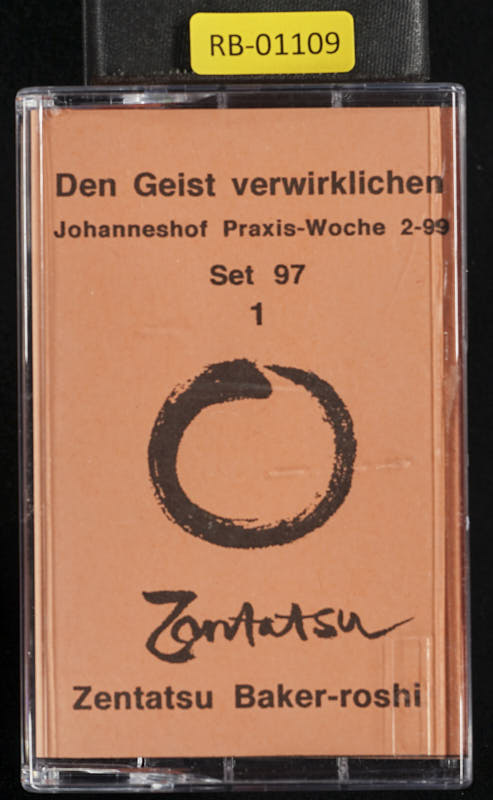 RB-01109
Den Geist verwirklichen
Johanneshof Praxis-Woche 2-99
Set 97
1
Zentatsu
Zentatsu Baker-roshi